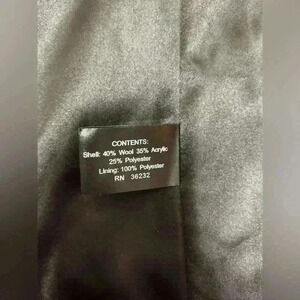 CONTENTS:
Shell: 40% Wool 35% Acrylic
25% Polyester
Lining: 100% Polyester
RN 36232